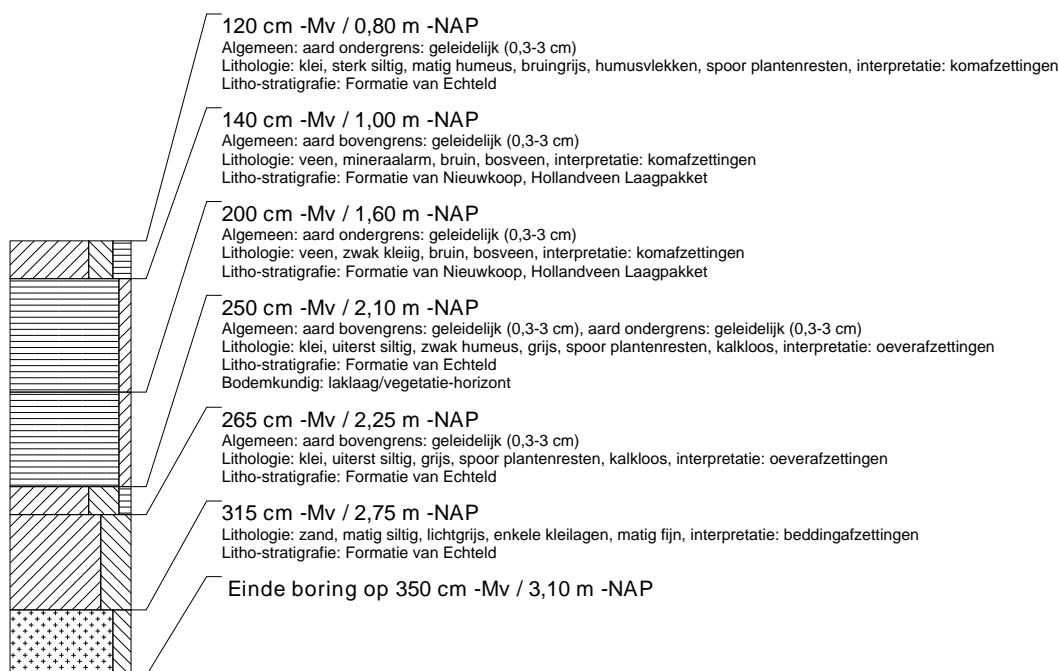 120 cm -Mv / 0,80 m -NAP
Algemeen: aard ondergrens: geleidelijk (0,3-3 cm)
Lithologie: klei, sterk siltig, matig humeus, bruingrijs, humusvlekken, spoor plantenresten, interpretatie: komafzettingen
Litho-stratigrafie: Formatie van Echteld
140 cm -Mv / 1,00 m -NAP
Algemeen: aard bovengrens: geleidelijk (0,3-3 cm)
Lithologie: veen, mineraalarm, bruin, bosveen, interpretatie: komafzettingen
Litho-stratigrafie: Formatie van Nieuwkoop, Hollandveen Laagpakket
200 cm -Mv / 1,60 m -NAP
Algemeen: aard ondergrens: geleidelijk (0,3-3 cm)
Lithologie: veen, zwak kleiig, bruin, bosveen, interpretatie: komafzettingen
Litho-stratigrafie: Formatie van Nieuwkoop, Hollandveen Laagpakket
250 cm -Mv / 2,10 m -NAP
Algemeen: aard bovengrens: geleidelijk (0,3-3 cm), aard ondergrens: geleidelijk (0,3-3 cm)
Lithologie: klei, uiterst siltig, zwak humeus, grijs, spoor plantenresten, kalkloos, interpretatie: oeverafzettingen
Litho-stratigrafie: Formatie van Echteld
Bodemkundig: laklaag/vegetatie-horizont
265 cm -Mv / 2,25 m -NAP
Algemeen: aard bovengrens: geleidelijk (0,3-3 cm)
Lithologie: klei, uiterst siltig, grijs, spoor plantenresten, kalkloos, interpretatie: oeverafzettingen
Litho-stratigrafie: Formatie van Echteld
315 cm -Mv / 2,75 m -NAP
Lithologie: zand, matig siltig, lichtgrijs, enkele kleilagen, matig fijn, interpretatie: beddingafzettingen
Litho-stratigrafie: Formatie van Echteld
Einde boring op 350 cm -Mv / 3,10 m -NAP